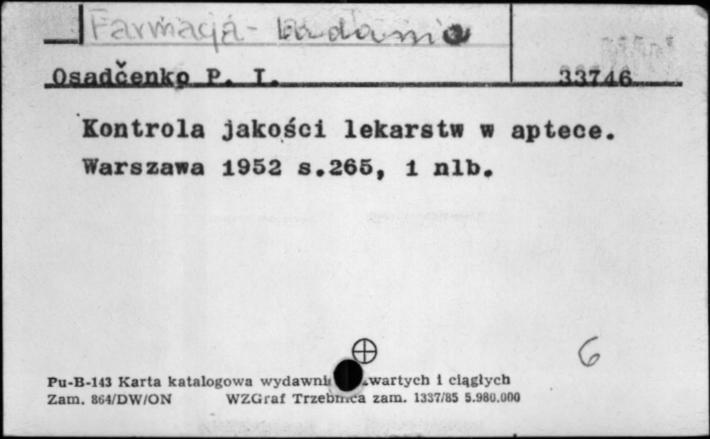 Farmacja - badania
Osadčenko P. I. 33746
Kontrola jakości lekarstw w aptece.
Warszawa 1952 s.265, 1 nlb.
6
Pu-B-143 Karta katalogowa wydawni wartych i ciągłych
Zam. 864/DW/ON WZGraf Trzebnica zam. 1337/85 5.980.000